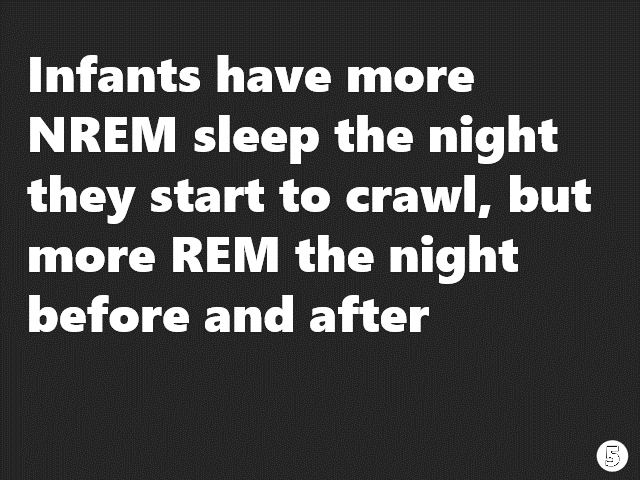 Infants have more
NREM sleep the night
they start to crawl, but
more REM the night
before and after
5